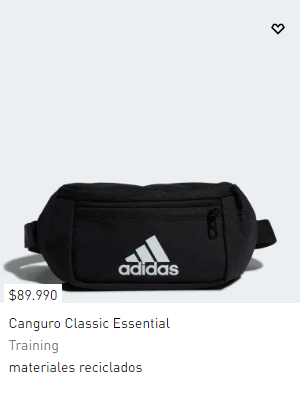 adidas
$89.990
Canguro Classic Essential
Training
materiales reciclados